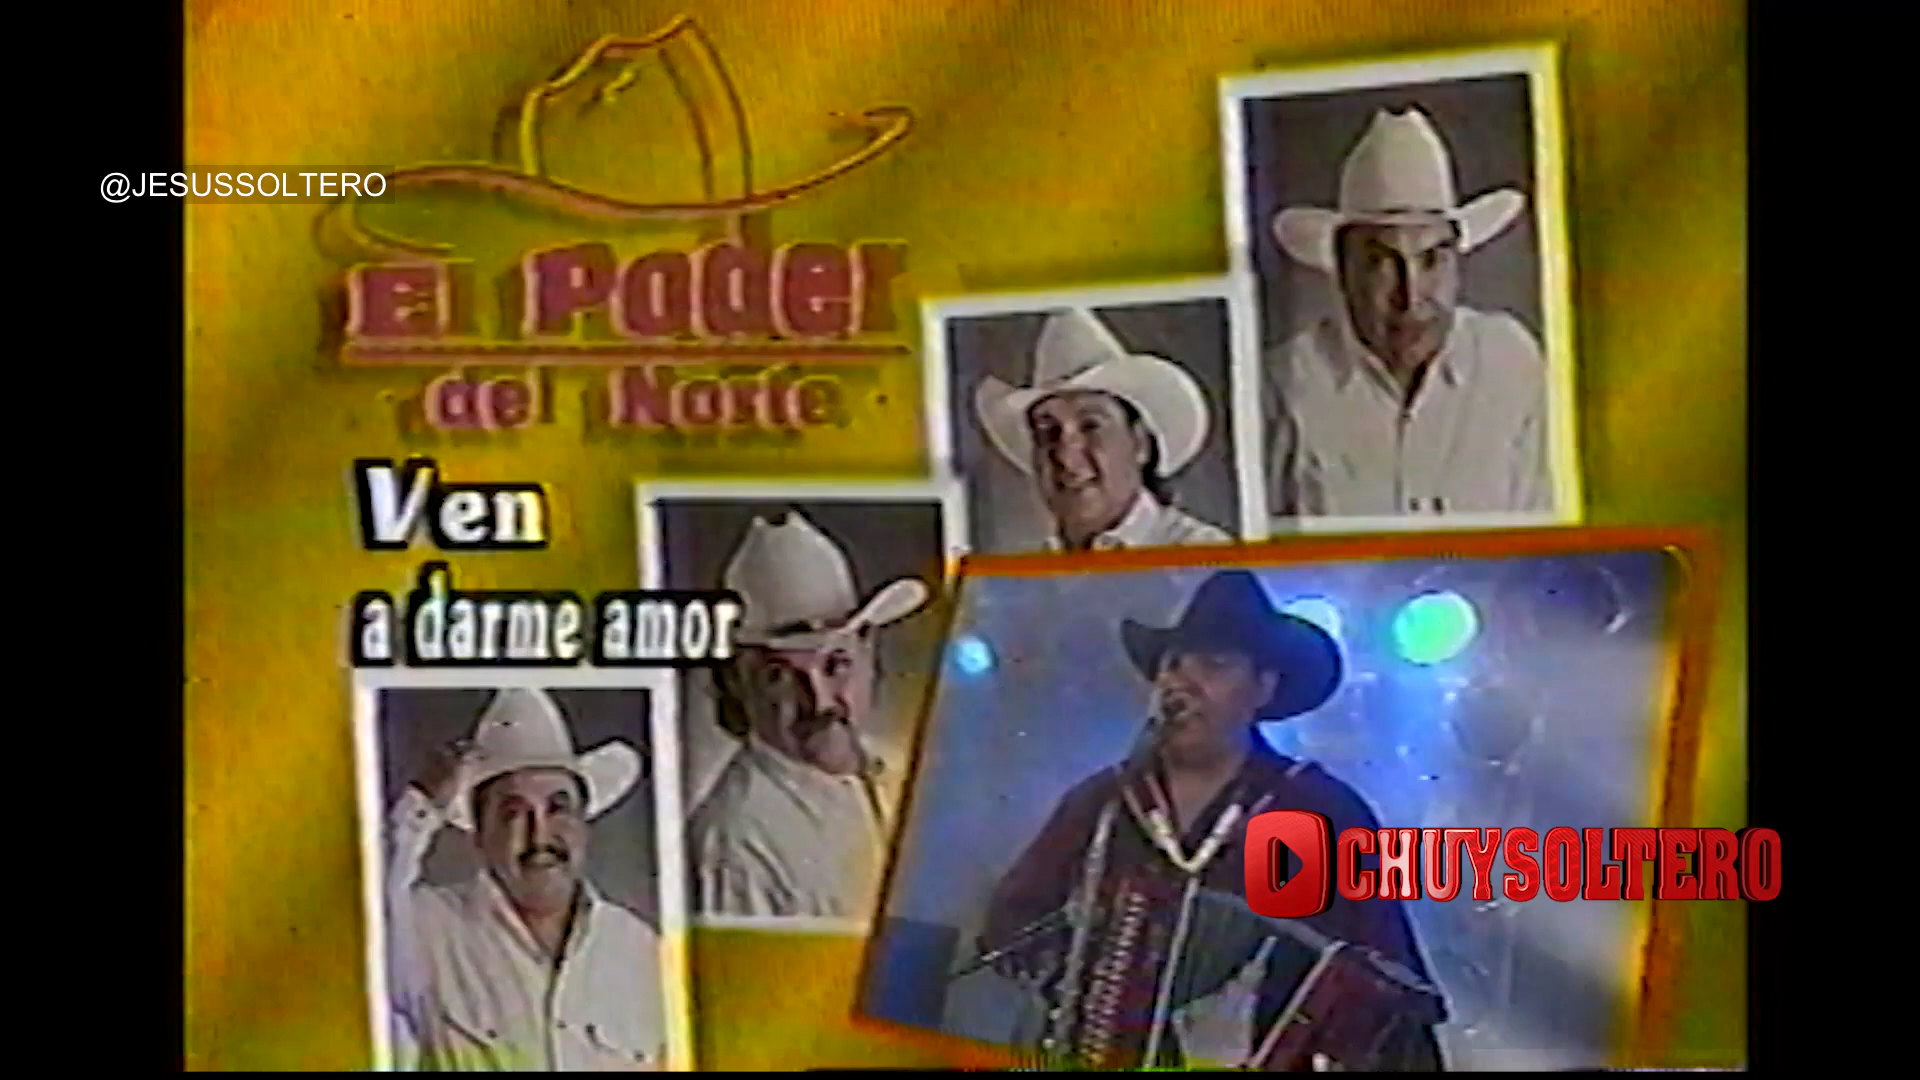 @JESUSSOLTERO
El Poder
del Norte
Ven
a darme amor
CHUYSOLTERO